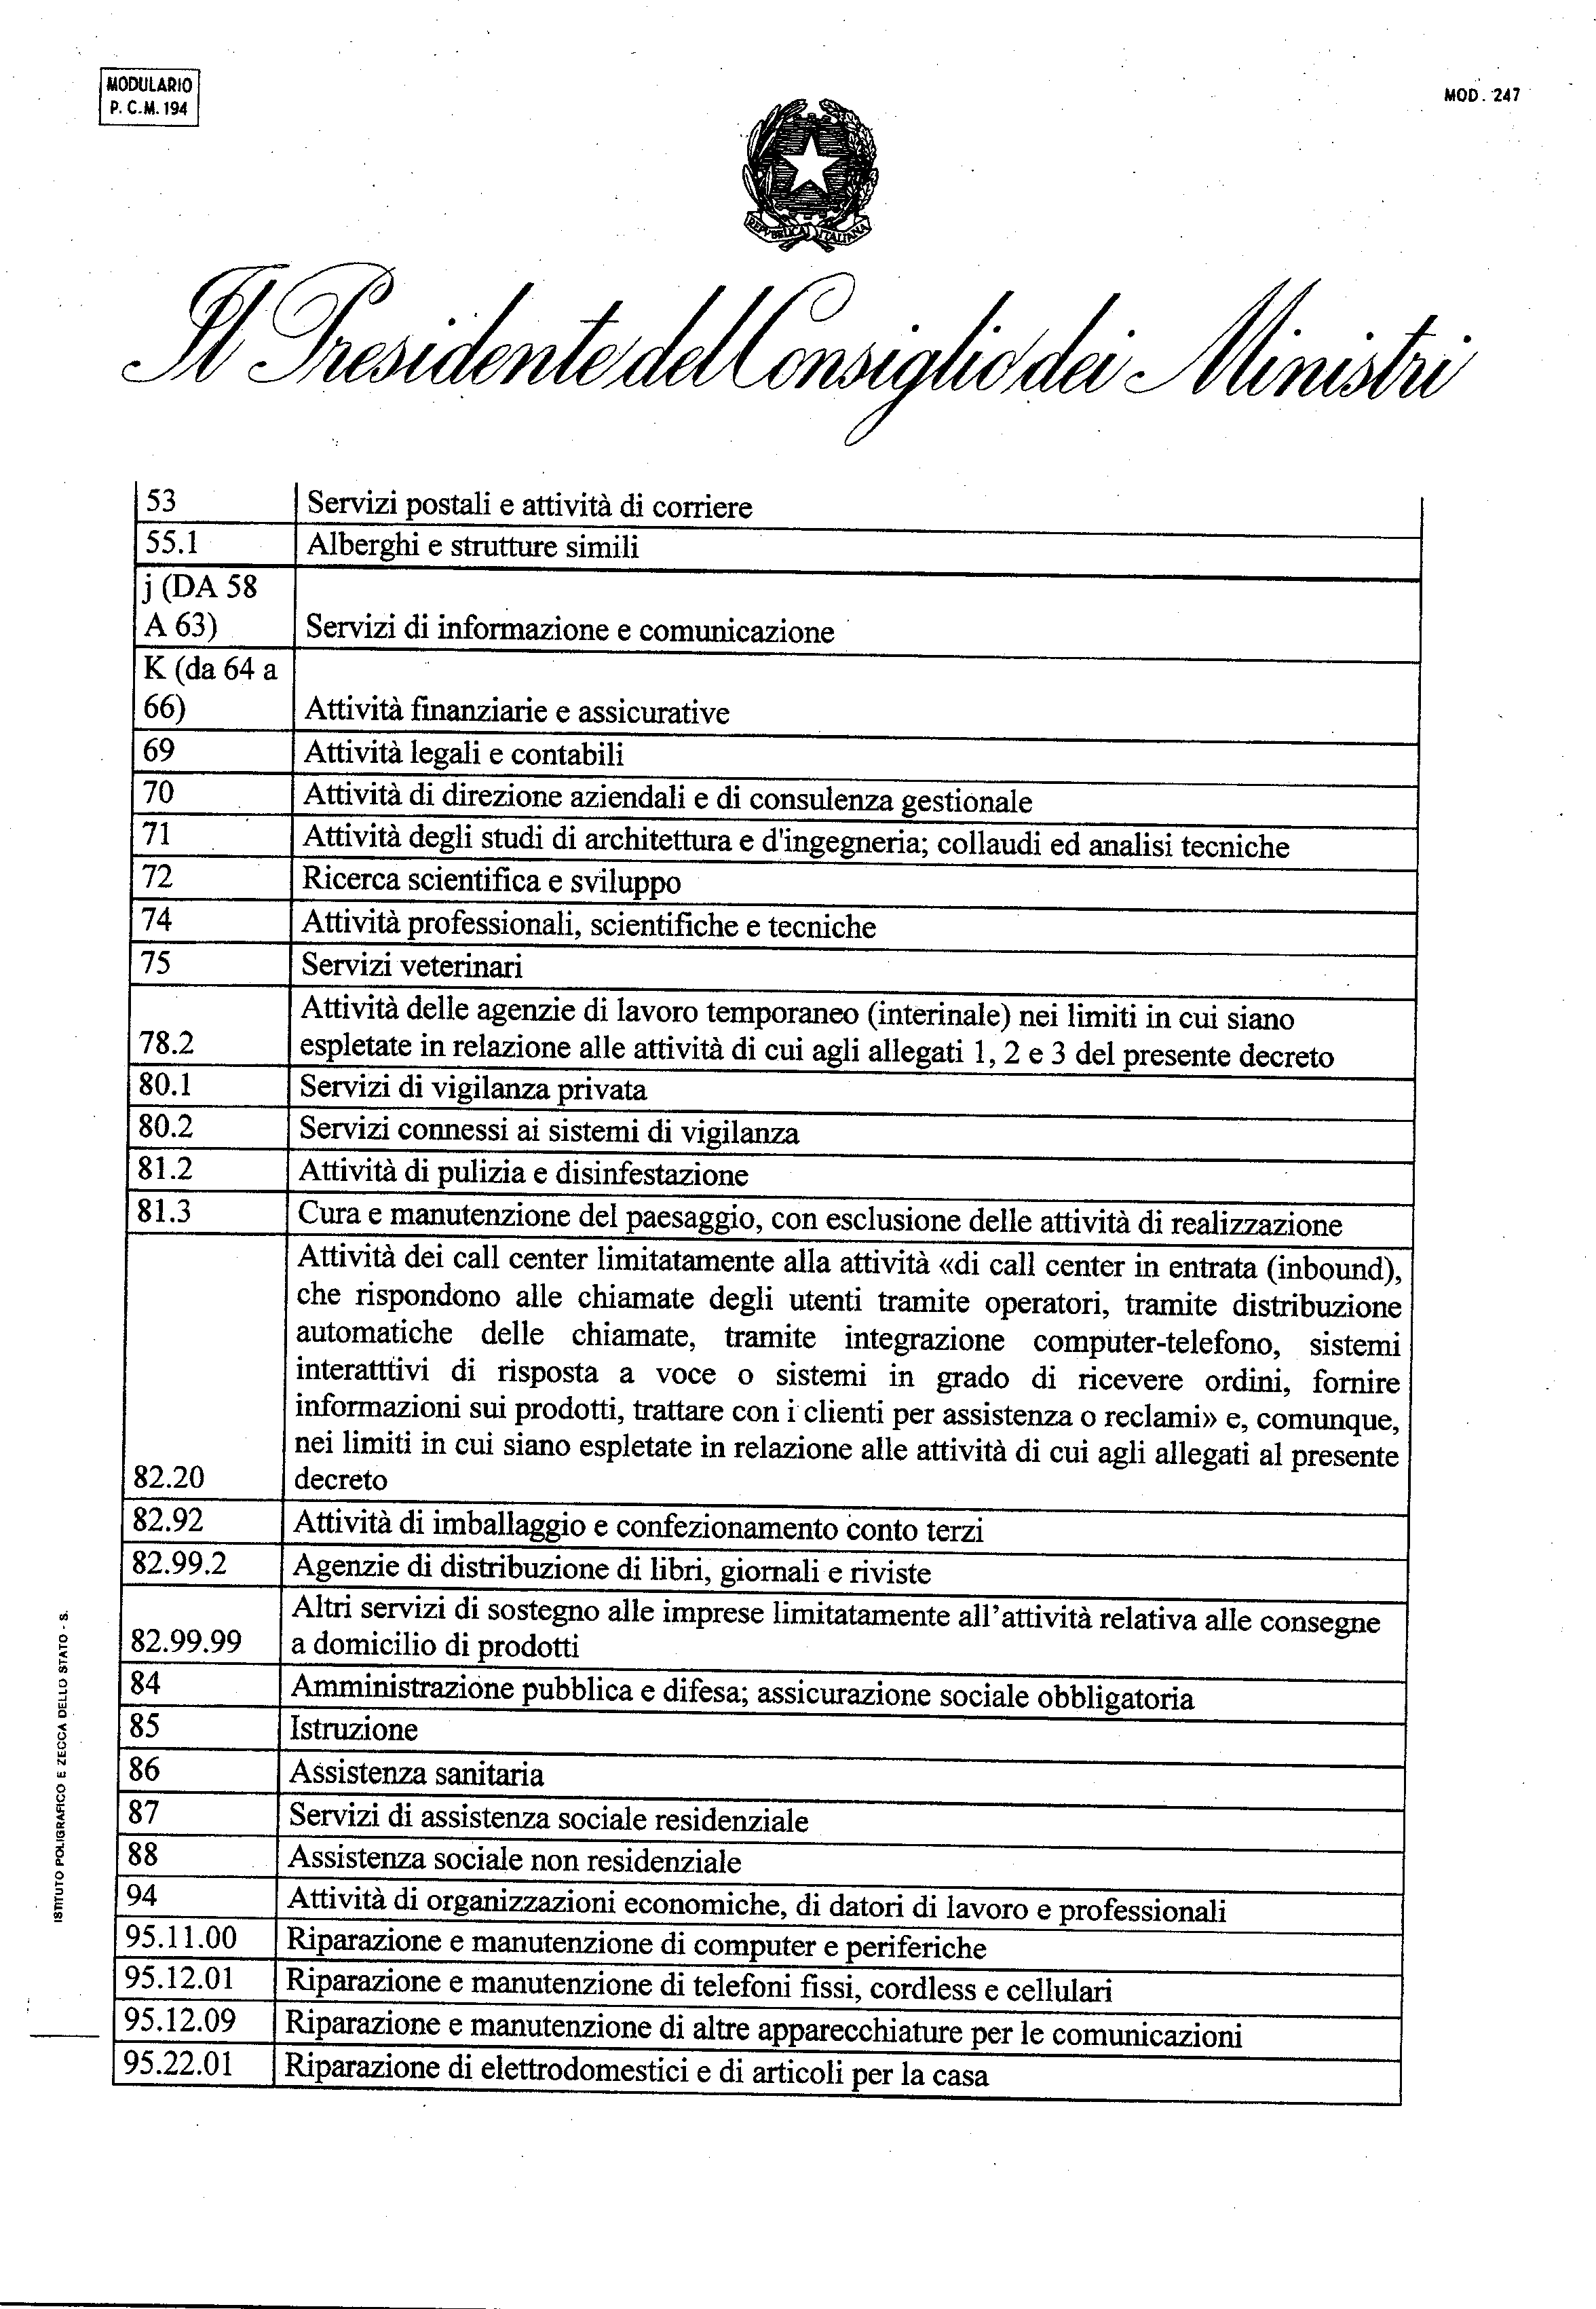 MODULARIO
P. C. M. 194
MOD. 247
REPVBBLICA ITALIANA
Il Presidente del Consiglio dei Ministri
53 Servizi postali e attività di corriere
55.1 Alberghi e strutture simili
j (DA 58
A 63) Servizi di informazione e comunicazione
K (da 64 a
66) Attività finanziarie e assicurative
69 Attività legali e contabili
70 Attività di direzione aziendali e di consulenza gestionale
71 Attività degli studi di architettura e d'ingegneria; collaudi ed analisi tecniche
72 Ricerca scientifica e sviluppo
74 Attività professionali, scientifiche e tecniche
75 Servizi veterinari
Attività delle agenzie di lavoro temporaneo (interinale) nei limiti in cui siano
78.2 espletate in relazione alle attività di cui agli allegati 1, 2 e 3 del presente decreto
80.1 Servizi di vigilanza privata
80.2 Servizi connessi ai sistemi di vigilanza
81.2 Attività di pulizia e disinfestazione
81.3 Cura e manutenzione del paesaggio, con esclusione delle attività di realizzazione
Attività dei call center limitatamente alla attività «di call center in entrata (inbound),
che rispondono alle chiamate degli utenti tramite operatori, tramite distribuzione
automatiche delle chiamate, tramite integrazione computer-telefono, sistemi
interatttivi di risposta a voce o sistemi in grado di ricevere ordini, fornire
informazioni sui prodotti, trattare con i clienti per assistenza o reclami» e, comunque,
nei limiti in cui siano espletate in relazione alle attività di cui agli allegati al presente
82.20 decreto
82.92 Attività di imballaggio e confezionamento conto terzi
82.99.2 Agenzie di distribuzione di libri, giornali e riviste
Altri servizi di sostegno alle imprese limitatamente all’attività relativa alle consegne
82.99.99 a domicilio di prodotti
84 Amministrazione pubblica e difesa; assicurazione sociale obbligatoria
85 Istruzione
86 Assistenza sanitaria
87 Servizi di assistenza sociale residenziale
88 Assistenza sociale non residenziale
94 Attività di organizzazioni economiche, di datori di lavoro e professionali
95.11.00 Riparazione e manutenzione di computer e periferiche
95.12.01 Riparazione e manutenzione di telefoni fissi, cordless e cellulari
95.12.09 Riparazione e manutenzione di altre apparecchiature per le comunicazioni
95.22.01 Riparazione di elettrodomestici e di articoli per la casa
ISTITUTO POLIGRAFICO E ZECCA DELLO STATO - S.